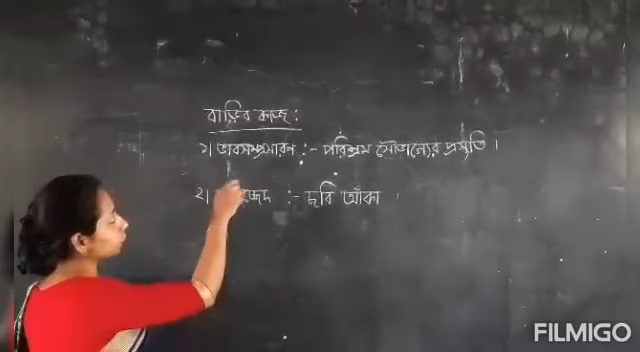 বাড়ির কাজ :
১। ভাবসম্প্রসারণ :- পরিশ্রম সৌভাগ্যের প্রসূতি ।
২। :- ছবি আঁকা ।
FILMIGO